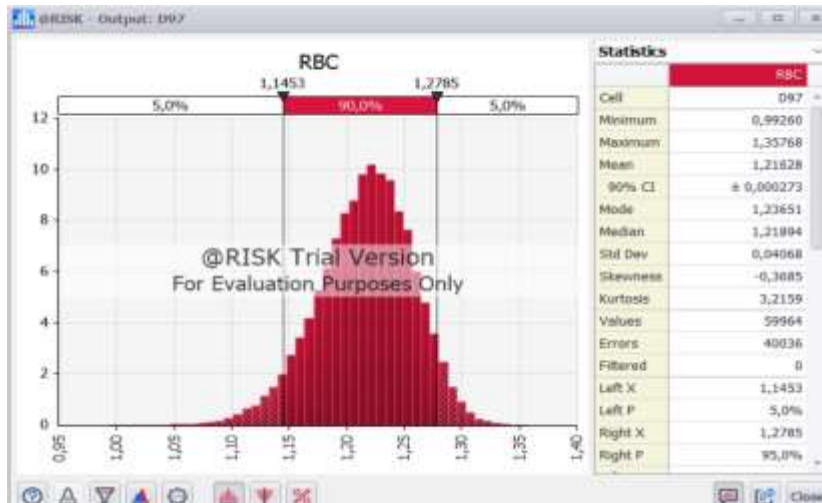 @RISK - Output: D97
RBC
1,1453 1,2785
5,0% 90,0% 5,0%
12
10
8
6
4
2
0
@RISK Trial Version
For Evaluation Purposes Only
0,95 1,00 1,05 1,10 1,15 1,20 1,25 1,30 1,35 1,40
Statistics
RBC
Cell D97
Minimum 0,99260
Maximum 1,35768
Mean 1,21628
90% CI ± 0,000273
Mode 1,23651
Median 1,21894
Std Dev 0,04068
Skewness -0,3685
Kurtosis 3,2159
Values 59964
Errors 40036
Filtered 0
Left X 1,1453
Left P 5,0%
Right X 1,2785
Right P 95,0%
Close